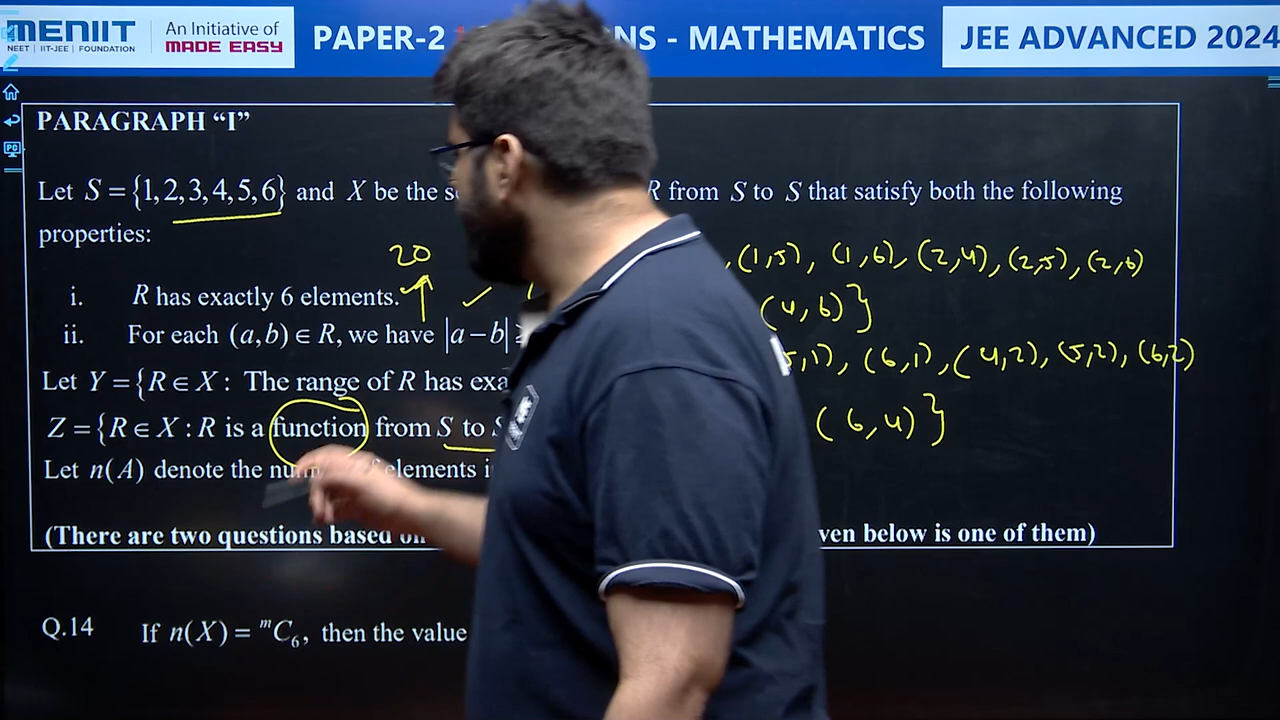 MENIIT
NEET | IIT-JEE | FOUNDATION
An Initiative of
MADE EASY
PAPER-2 NS - MATHEMATICS
JEE ADVANCED 2024
PARAGRAPH “I”
Let S = {1, 2, 3, 4, 5, 6} and X be the R from S to S that satisfy both the following
properties:
20
, (1,5), (1,6), (2,4), (2,5), (2,6)
i. R has exactly 6 elements.
(4,6)}
ii. For each (a, b) ∈ R, we have |a − b|
5,1), (6,1), (4,2), (5,2), (6,2)
Let Y = {R ∈ X : The range of R has
Z = {R ∈ X : R is a function from S to S
(6,4)}
Let n(A) denote the elements
(There are two questions based below is one of them)
Q.14 If n(X) = ᵐC₆, then the value
PC